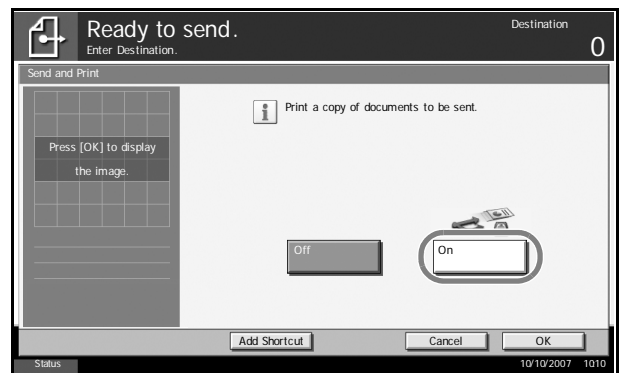 Ready to send.
Destination
Enter Destination.
0
Send and Print
Print a copy of documents to be sent.
Press [OK] to display
the image.
Off
On
Add Shortcut
Cancel
OK
Status
10/10/2007 10:10